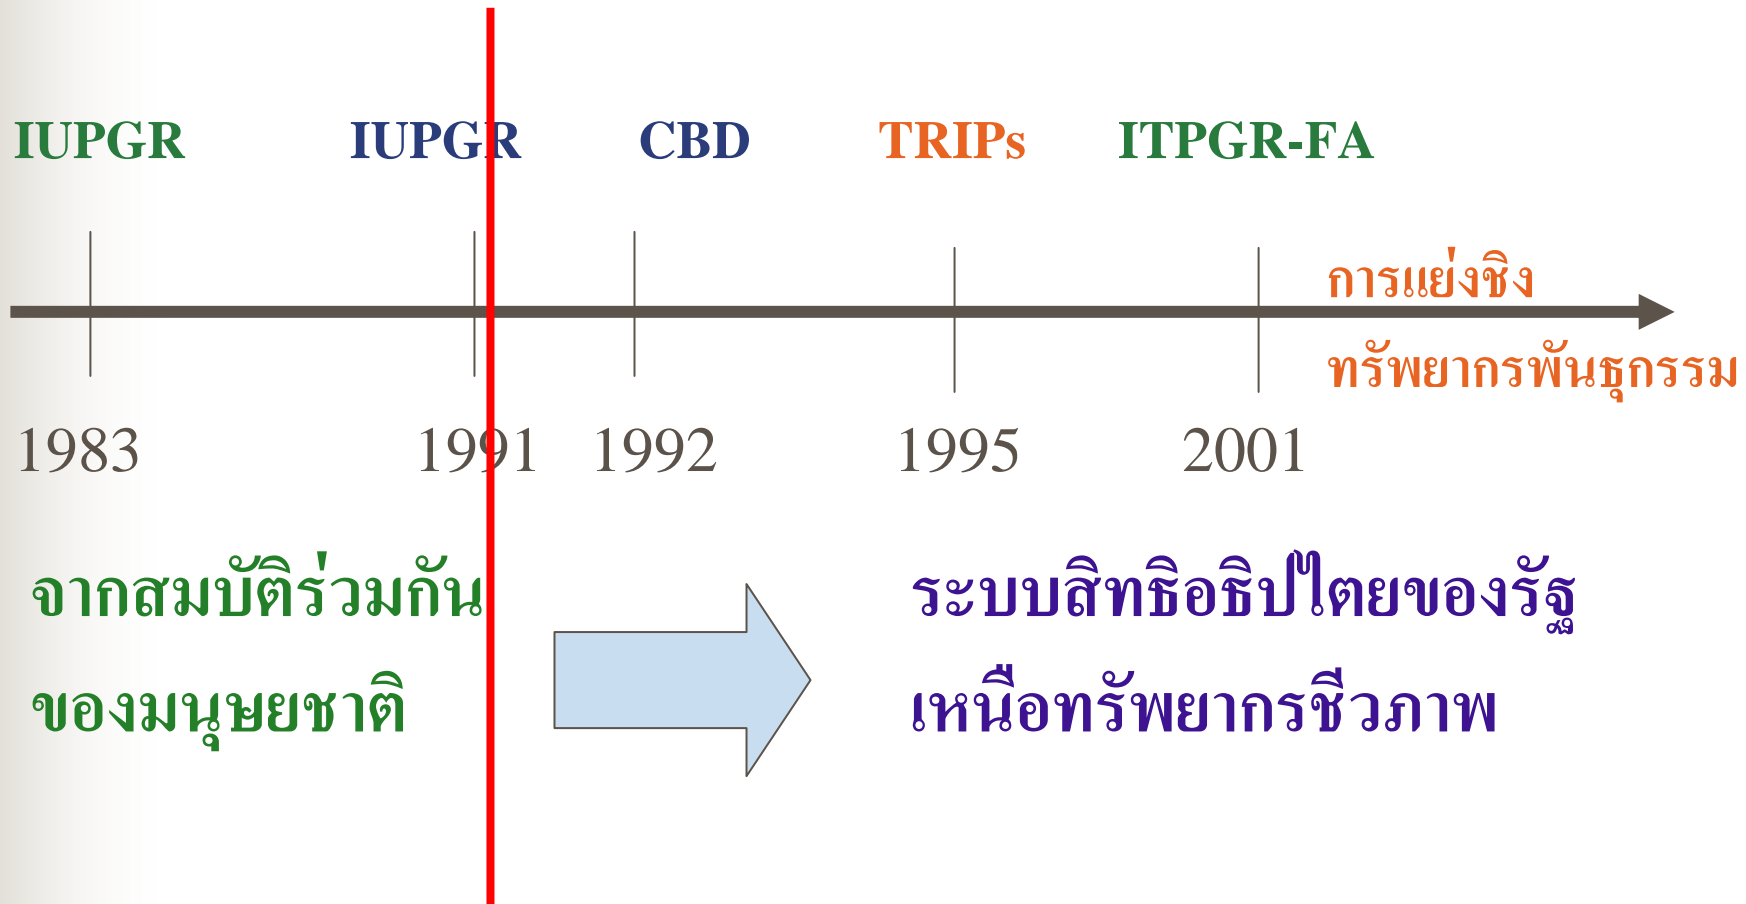 IUPGR IUPGR CBD TRIPs ITPGR-FA
การแย่งชิง
ทรัพยากรพันธุกรรม
1983 1991 1992 1995 2001
จากสมบัติร่วมกัน
ของมนุษยชาติ
ระบบสิทธิอธิปไตยของรัฐ
เหนือทรัพยากรชีวภาพ